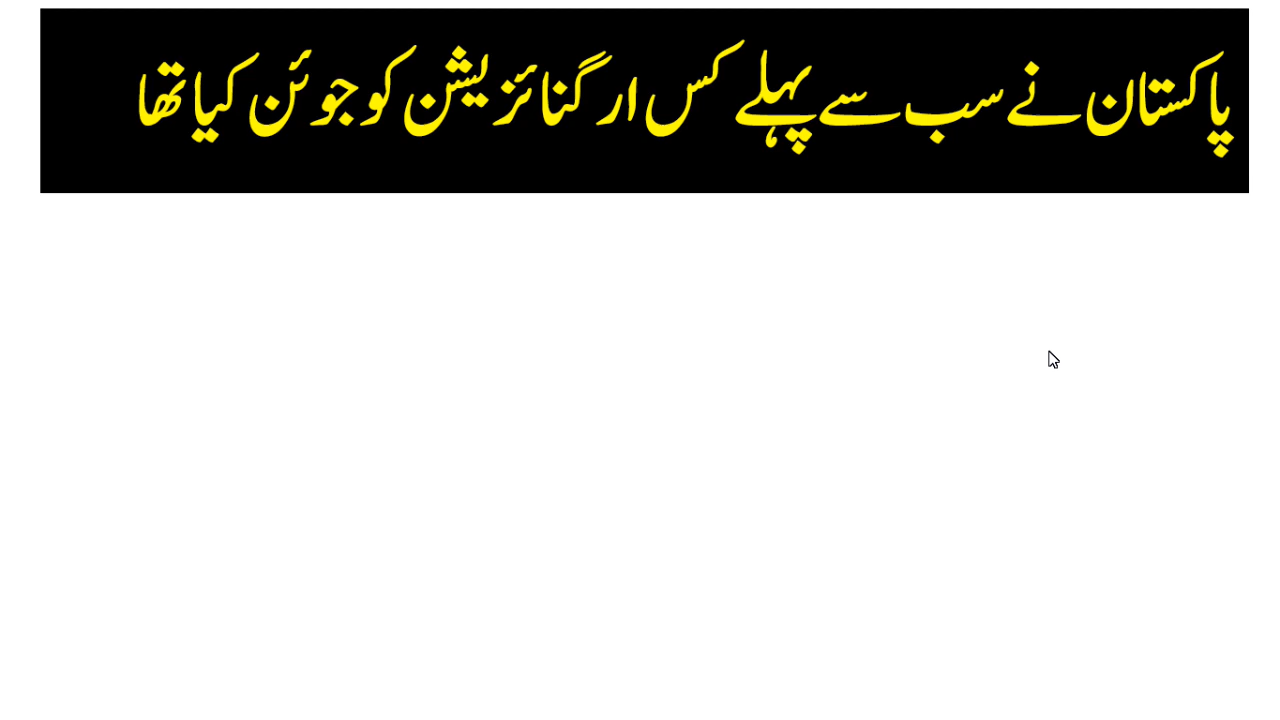 پاکستان نے سب سے پہلے کس ارگنائزیشن کو جوئن کیا تھا